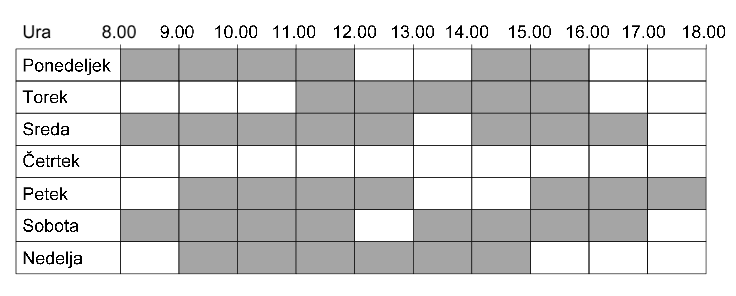 Ura 8.00 9.00 10.00 11.00 12.00 13.00 14.00 15.00 16.00 17.00 18.00
Ponedeljek
Torek
Sreda
Četrtek
Petek
Sobota
Nedelja